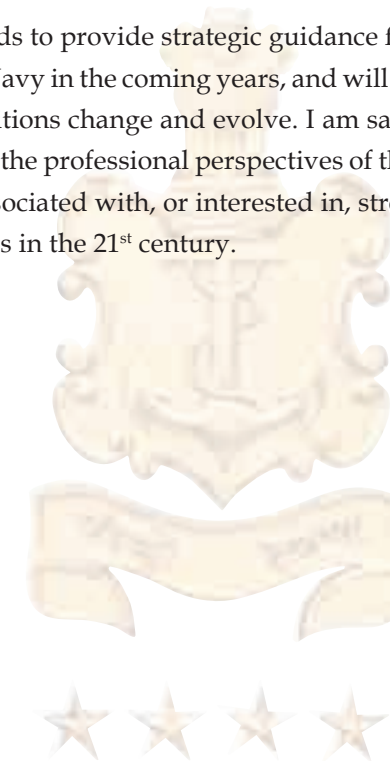 ds to provide strategic guidance f
avy in the coming years, and will
tions change and evolve. I am sa
the professional perspectives of th
sociated with, or interested in, stre
s in the 21st century.